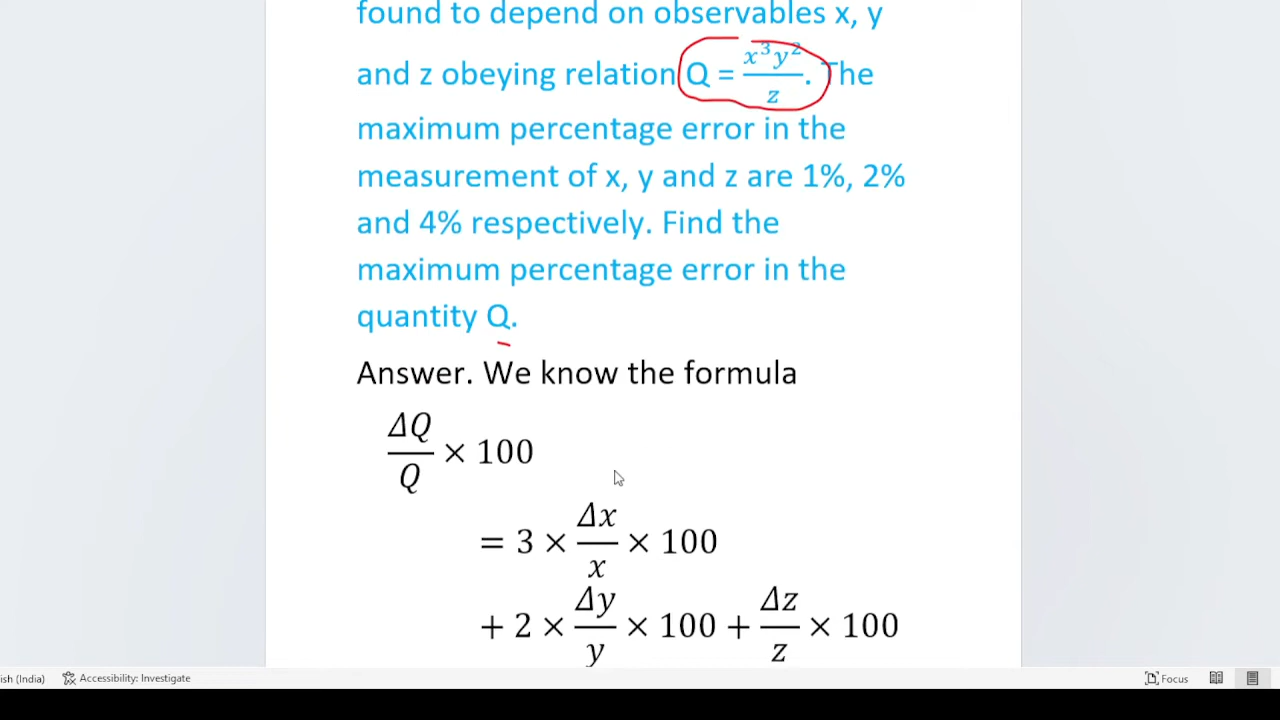 found to depend on observables x, y
and z obeying relation Q = x³y²/z. The
maximum percentage error in the
measurement of x, y and z are 1%, 2%
and 4% respectively. Find the
maximum percentage error in the
quantity Q.
Answer. We know the formula
ΔQ/Q × 100
= 3 × Δx/x × 100
+ 2 × Δy/y × 100 + Δz/z × 100
ish (India) Accessibility: Investigate Focus